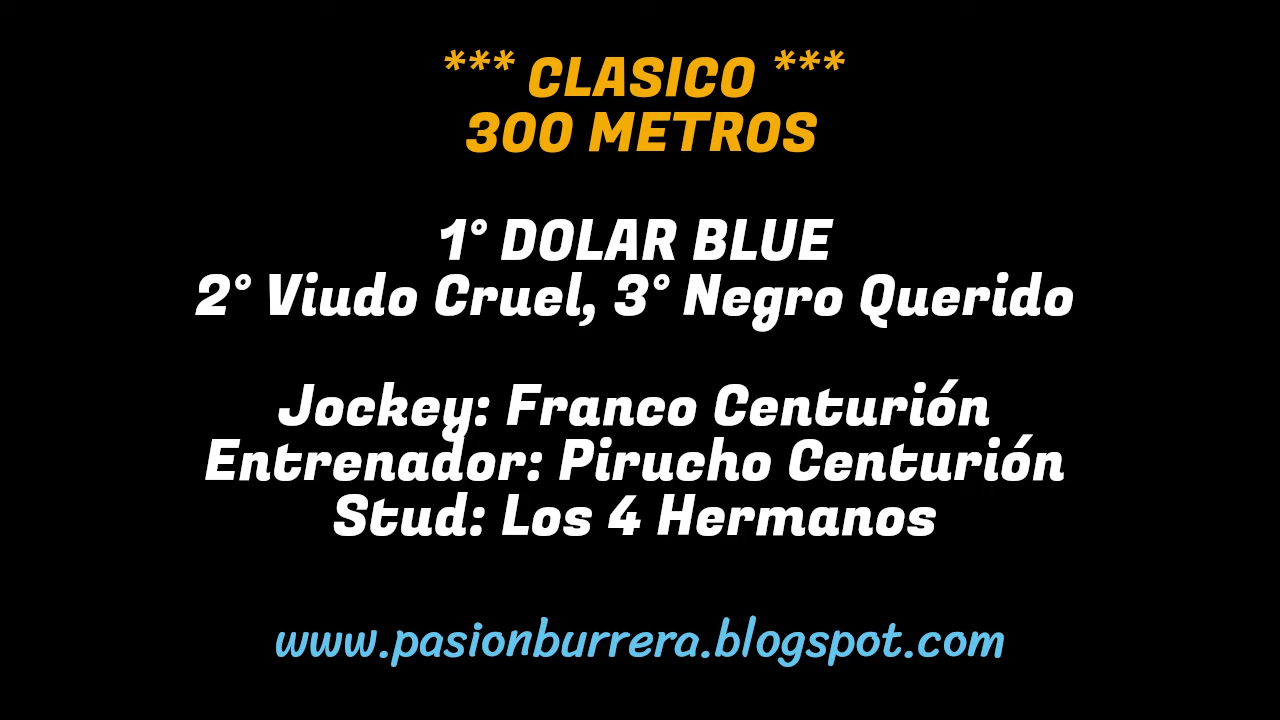 *** CLASICO ***
300 METROS
1° DOLAR BLUE
2° Viudo Cruel, 3° Negro Querido
Jockey: Franco Centurión
Entrenador: Pirucho Centurión
Stud: Los 4 Hermanos
www.pasionburrera.blogspot.com